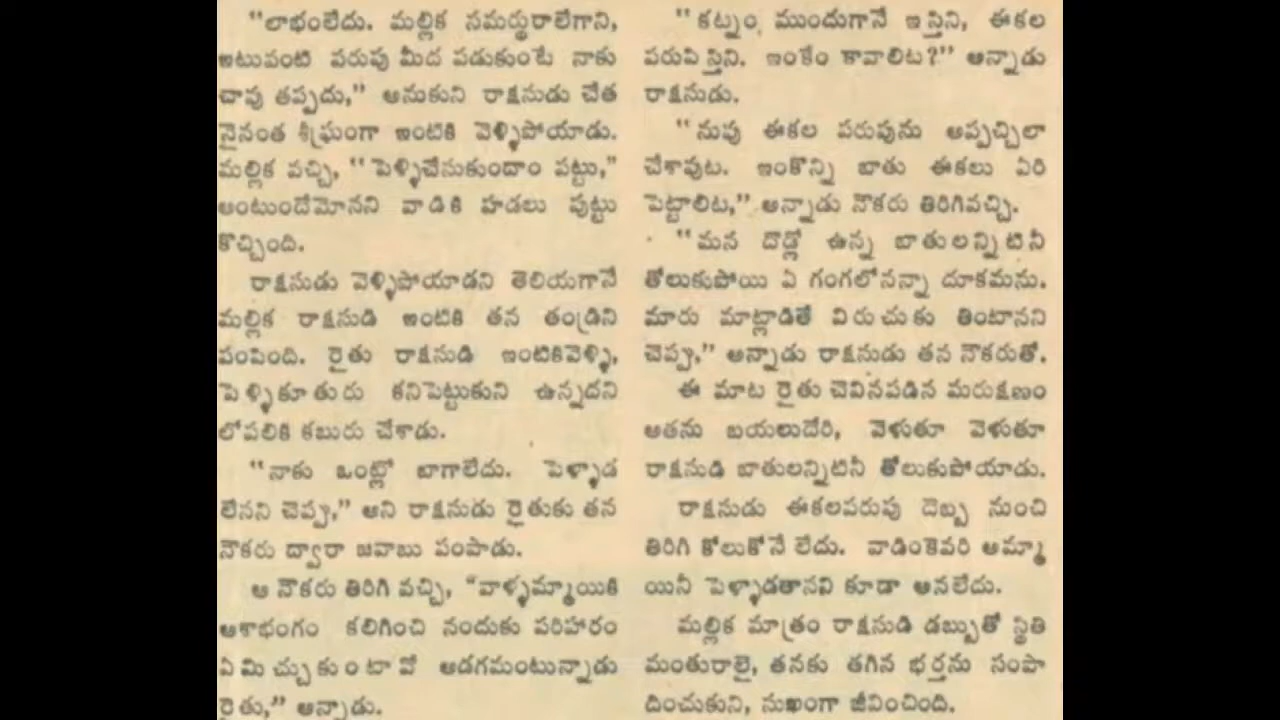 "లాభంలేదు. మల్లిక సమర్థురాలేగాని,
ఇటువంటి పరుపు మీద పడుకుంటే నాకు
చావు తప్పదు," అనుకుని రాక్షసుడు చేత
నైనంత శీఘ్రంగా ఇంటికి వెళ్ళిపోయాడు.
మల్లిక వచ్చి, "పెళ్ళిచేసుకుందాం పట్టు,"
అంటుందేమోనని వాడికి హడలు పుట్టు
కొచ్చింది.
రాక్షసుడు వెళ్ళిపోయాడని తెలియగానే
మల్లిక రాక్షసుడి ఇంటికి తన తండ్రిని
పంపింది. రైతు రాక్షసుడి ఇంటికివెళ్ళి,
పెళ్ళికూతురు కనిపెట్టుకుని ఉన్నదని
లోపలికి కబురు చేశాడు.
"నాకు ఒంట్లో బాగాలేదు. పెళ్ళాడ
లేనని చెప్పు," అని రాక్షసుడు రైతుకు తన
నౌకరు ద్వారా జవాబు పంపాడు.
ఆ నౌకరు తిరిగి వచ్చి, "వాళ్ళమ్మాయికి
ఆశాభంగం కలిగించి నందుకు పరిహారం
ఏమిచ్చుకుంటావో అడగమంటున్నాడు
రైతు," అన్నాడు.
"కట్నం ముందుగానే ఇస్తిని, ఈకల
పరుపిస్తిని. ఇంకేం కావాలిట?" అన్నాడు
రాక్షసుడు.
"నువు ఈకల పరుపును అప్పచ్చిలా
చేశావుట. ఇంకొన్ని బాతు ఈకలు ఏరి
పెట్టాలిట," అన్నాడు నౌకరు తిరిగివచ్చి.
"మన దొడ్లో ఉన్న బాతులన్నిటినీ
తోలుకుపోయి ఏ గంగలోనన్నా దూకమను.
మారు మాట్లాడితే విరుచుకు తింటానని
చెప్పు," అన్నాడు రాక్షసుడు తన నౌకరుతో.
ఈ మాట రైతు చెవినపడిన మరుక్షణం
అతను బయలుదేరి, వెళుతూ వెళుతూ
రాక్షసుడి బాతులన్నిటినీ తోలుకుపోయాడు.
రాక్షసుడు ఈకలపరుపు దెబ్బ నుంచి
తిరిగి కోలుకోనే లేదు. వాడింకెవరి అమ్మా
యినీ పెళ్ళాడతానని కూడా అనలేదు.
మల్లిక మాత్రం రాక్షసుడి డబ్బుతో స్థితి
మంతురాలై, తనకు తగిన భర్తను సంపా
దించుకుని, సుఖంగా జీవించింది.